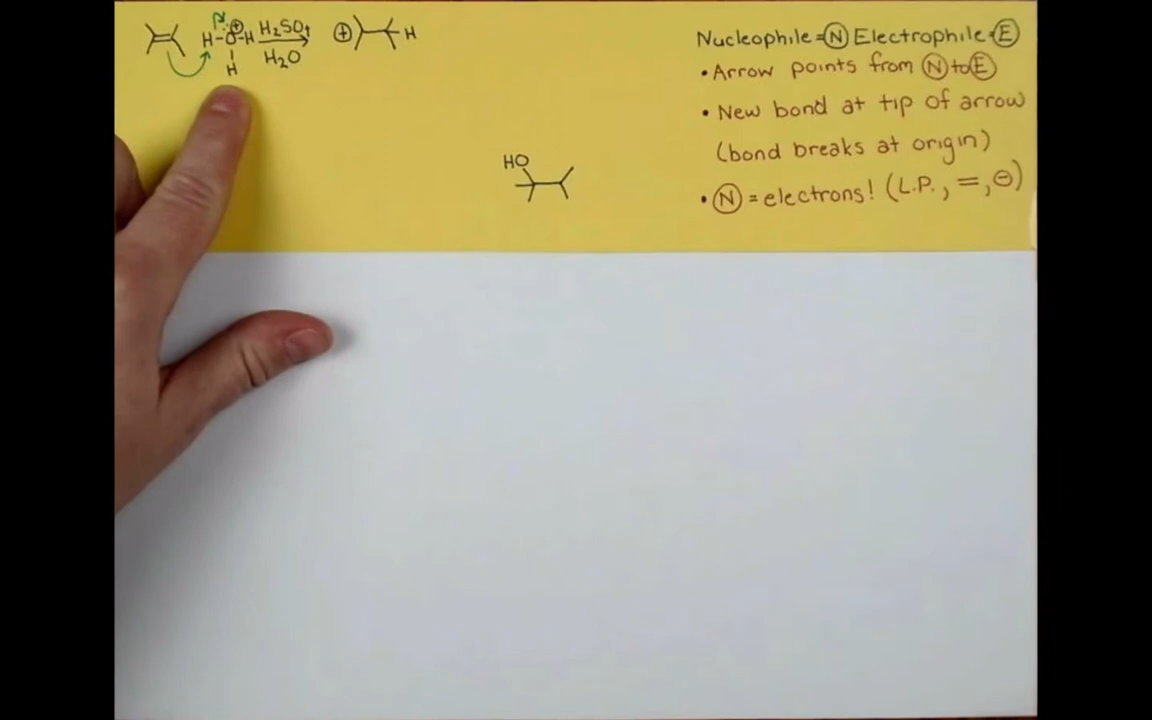 H-O-H H₂SO₄ ⊕ H
H H₂O
HO
Nucleophile=Ⓝ Electrophile=Ⓔ
•Arrow points from Ⓝ to Ⓔ
•New bond at tip of arrow
(bond breaks at origin)
•Ⓝ = electrons! (L.P., =, ⊖)